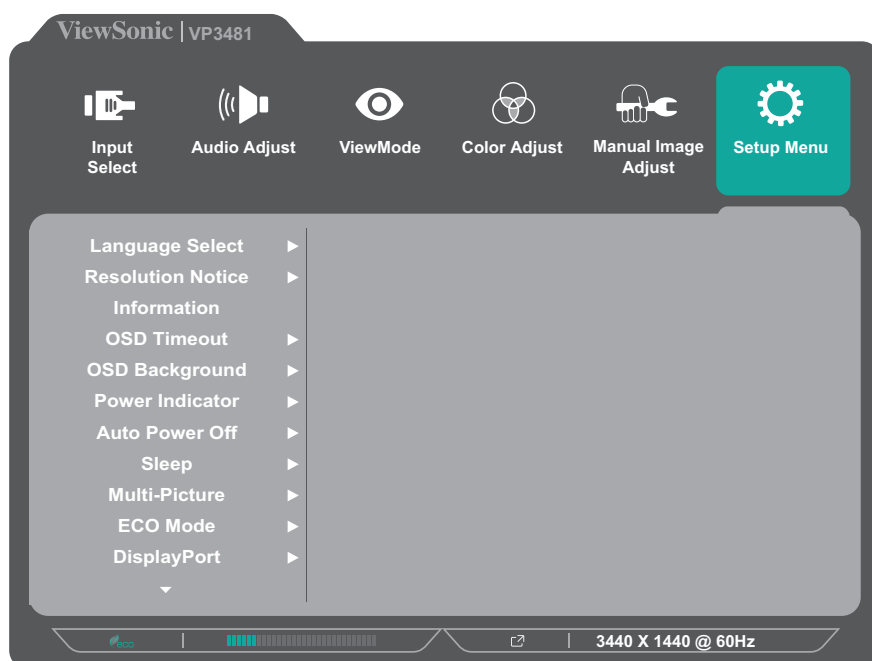 ViewSonic | VP3481
Input
Select
Audio Adjust
ViewMode
Color Adjust
Manual Image
Adjust
Setup Menu
Language Select
Resolution Notice
Information
OSD Timeout
OSD Background
Power Indicator
Auto Power Off
Sleep
Multi-Picture
ECO Mode
DisplayPort
eco
3440 X 1440 @ 60Hz